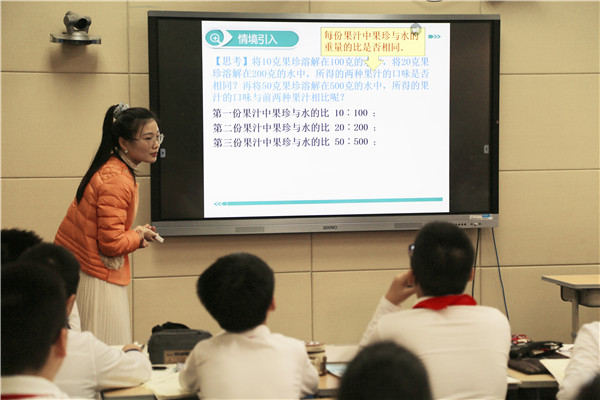 情境引入
每份果汁中果珍与水的
重量的比是否相同.
【思考】将10克果珍溶解在100克的 中，将20克果
珍溶解在200克的水中，所得的两种果汁的口味是否
相同？再将50克果珍溶解在500克的水中，所得的果
汁的口味与前两种果汁相比呢？
第一份果汁中果珍与水的比 10∶100 ；
第二份果汁中果珍与水的比 20∶200 ；
第三份果汁中果珍与水的比 50∶500 ；